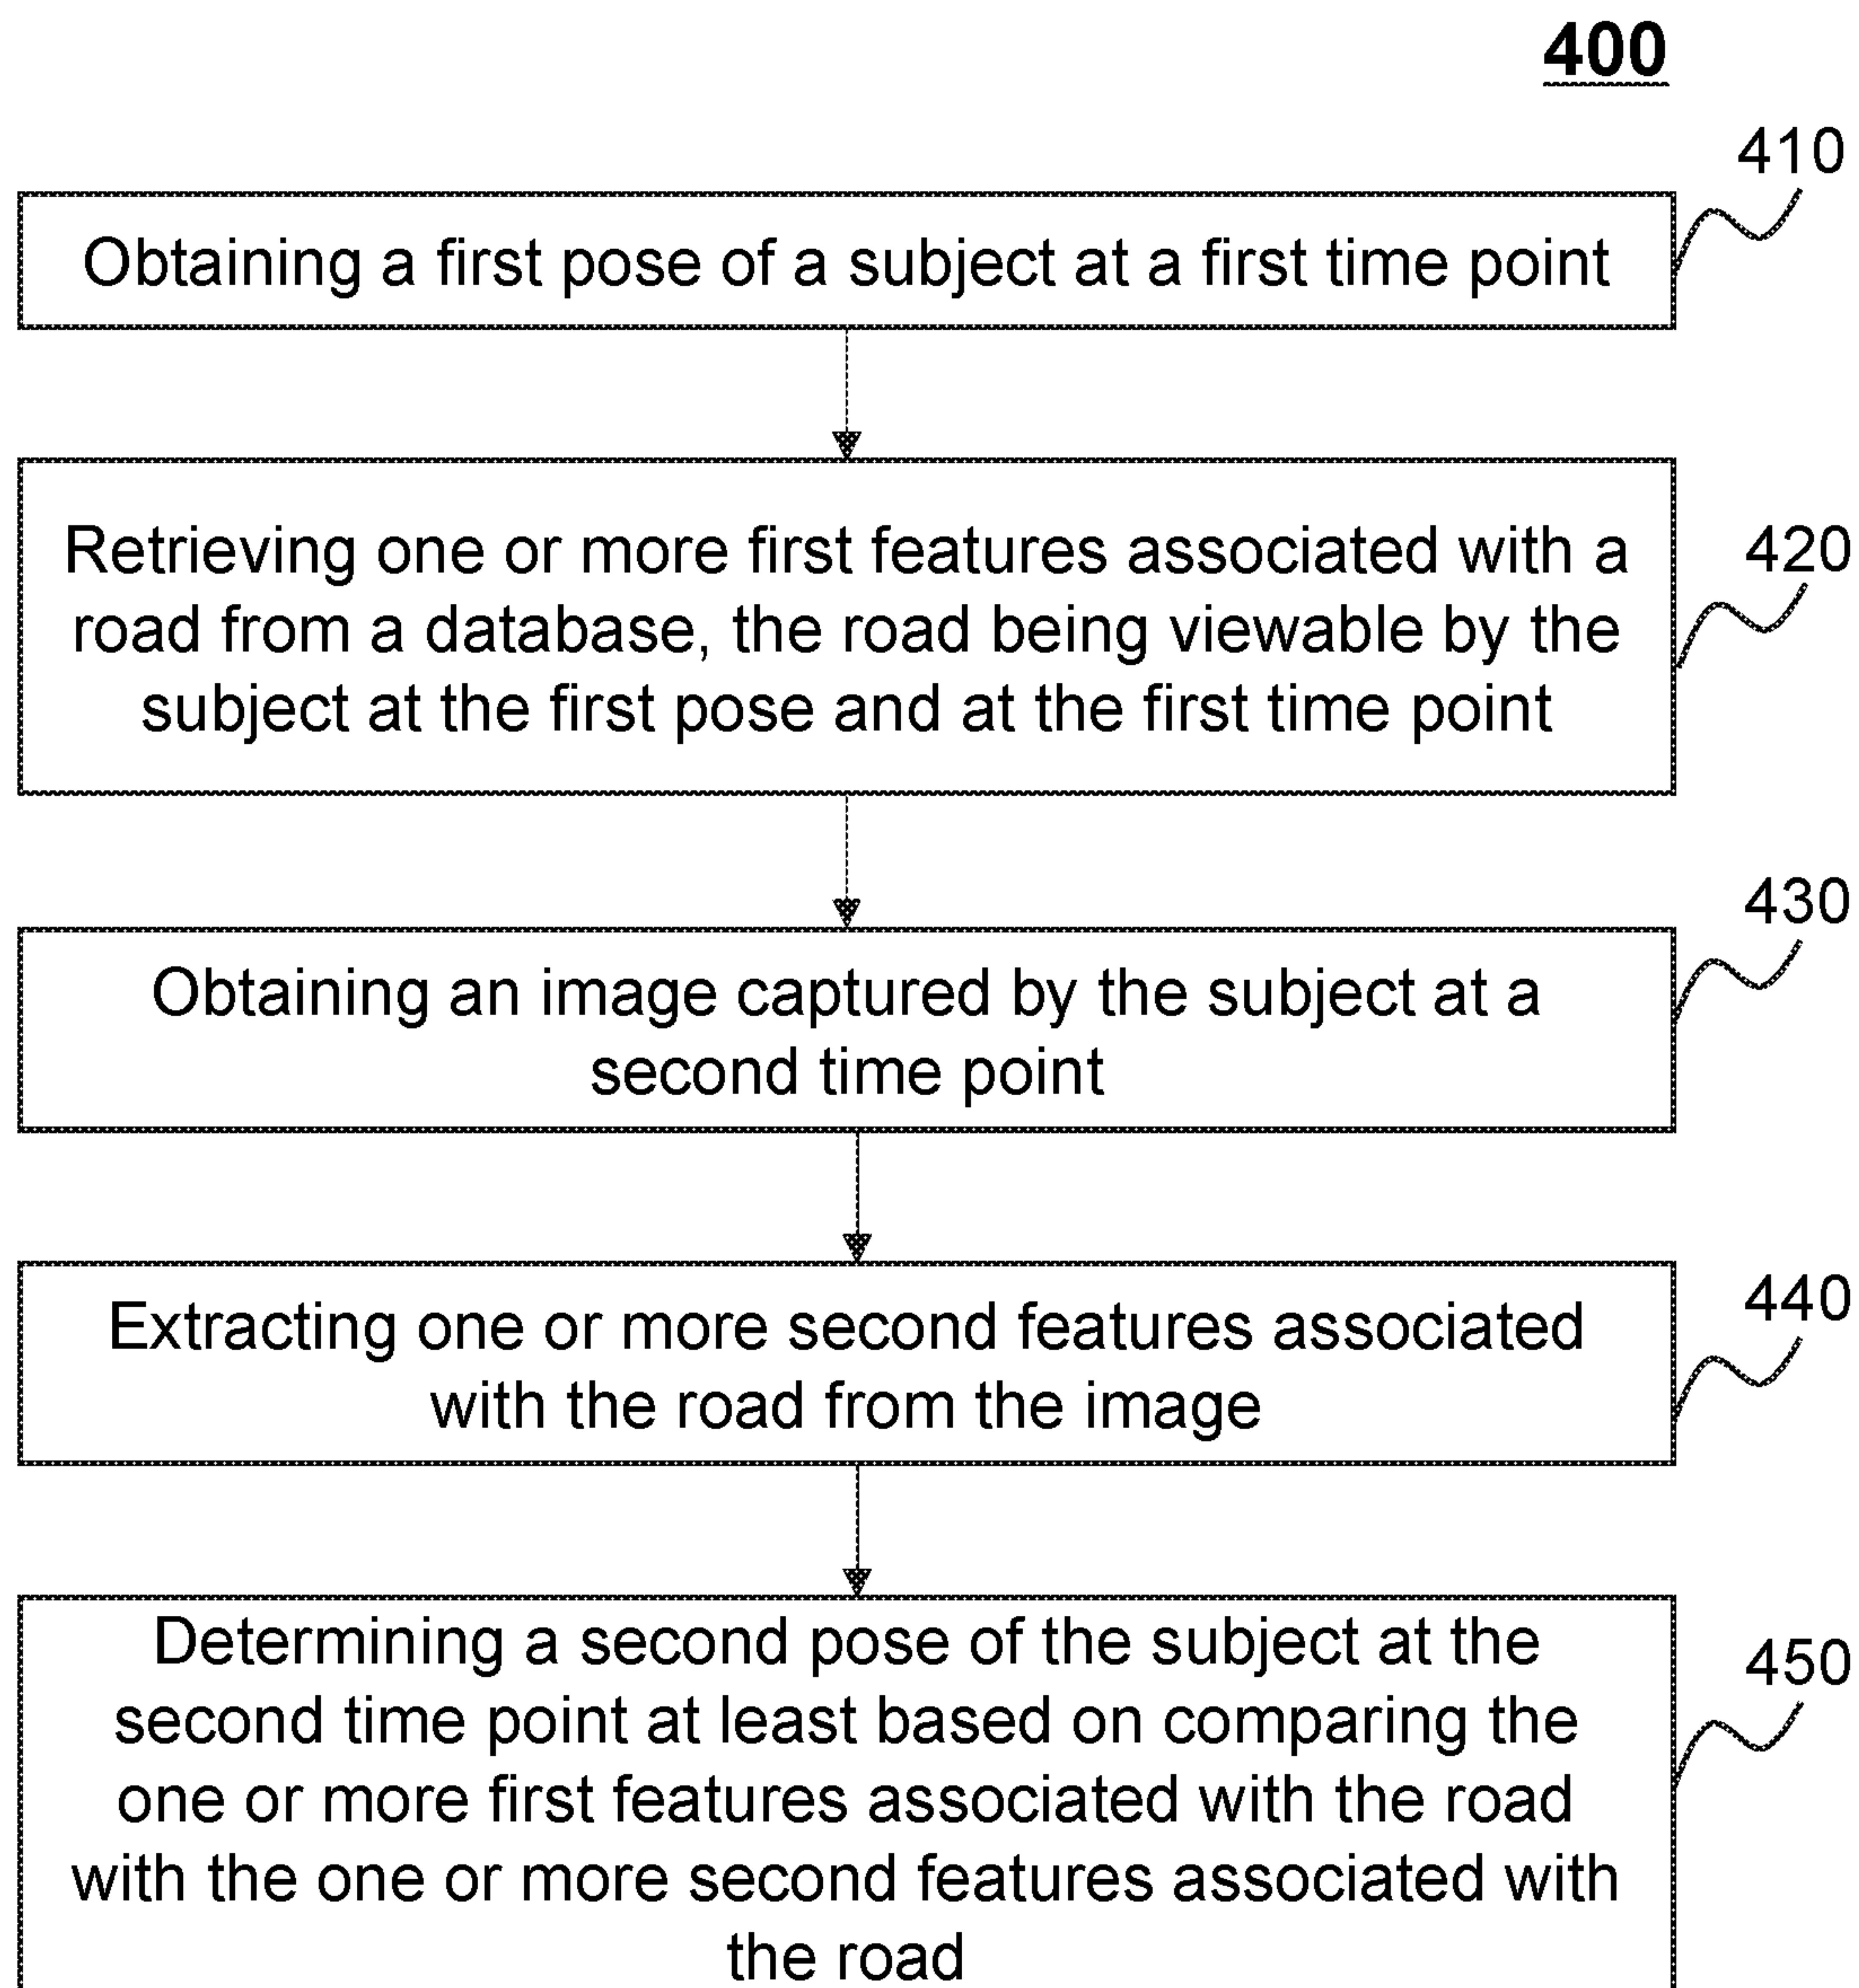 400
410
Obtaining a first pose of a subject at a first time point
420
Retrieving one or more first features associated with a
road from a database, the road being viewable by the
subject at the first pose and at the first time point
430
Obtaining an image captured by the subject at a
second time point
440
Extracting one or more second features associated
with the road from the image
450
Determining a second pose of the subject at the
second time point at least based on comparing the
one or more first features associated with the road
with the one or more second features associated with
the road